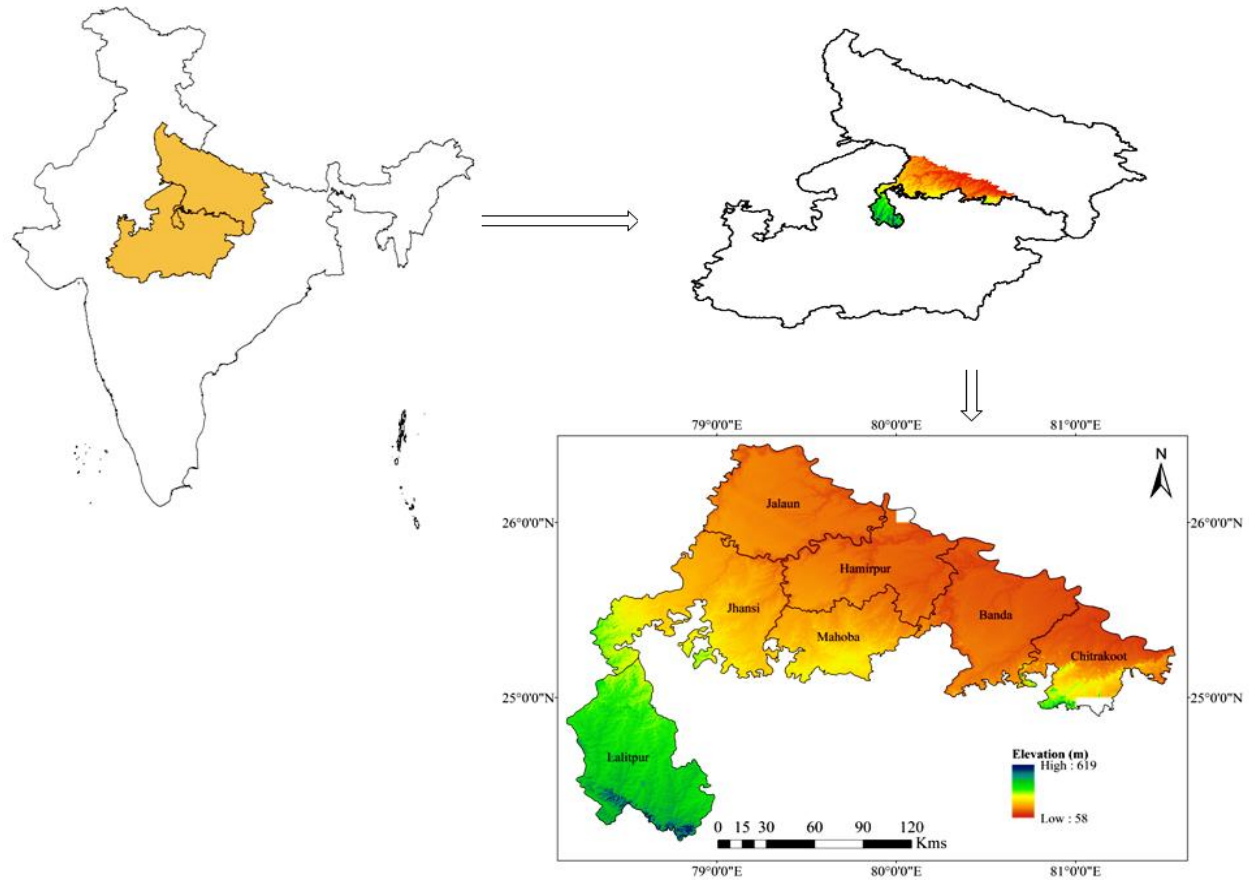 79°0'0"E 80°0'0"E 81°0'0"E
N
Jalaun
26°0'0"N 26°0'0"N
Hamirpur
Jhansi
Banda
Mahoba
Chitrakoot
25°0'0"N 25°0'0"N
Lalitpur
Elevation (m)
High : 619
Low : 58
0 15 30 60 90 120
Kms
79°0'0"E 80°0'0"E 81°0'0"E